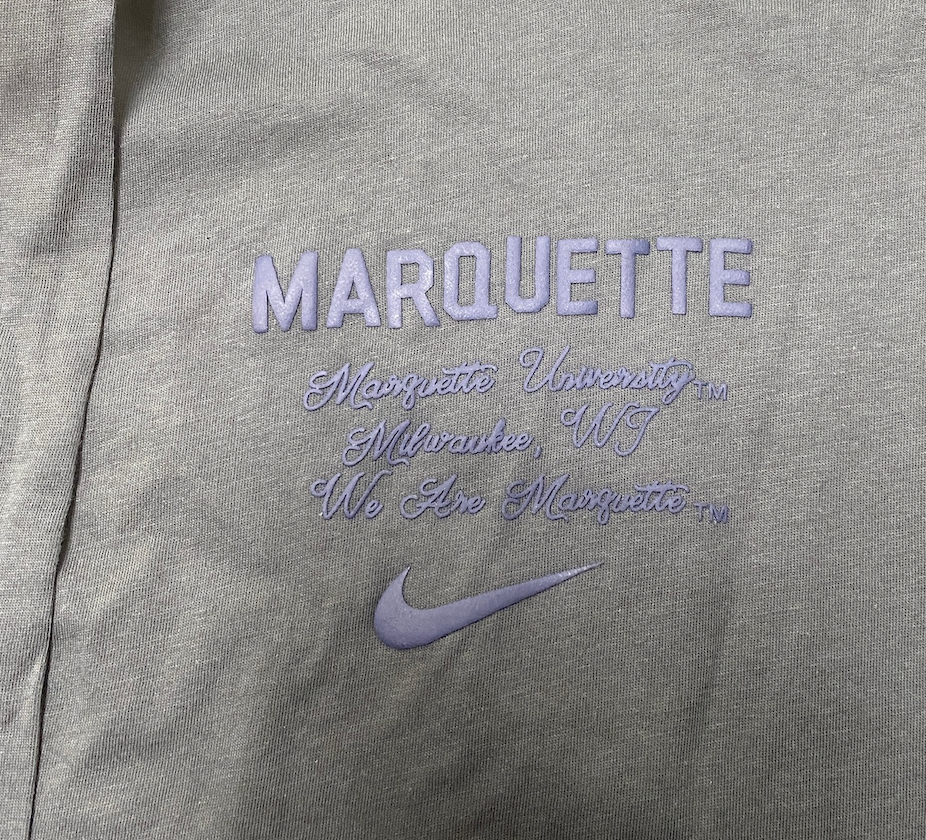 MARQUETTE
Marquette University™
Milwaukee, WI
We Are Marquette™